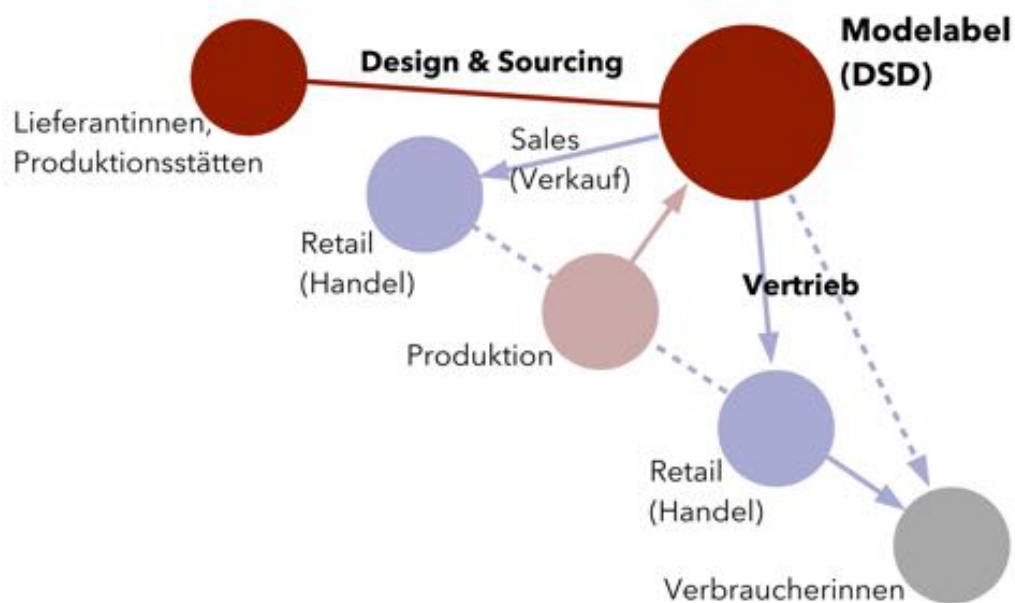 Modelabel
(DSD)
Design & Sourcing
Lieferantinnen,
Produktionsstätten
Sales
(Verkauf)
Retail
(Handel)
Vertrieb
Produktion
Retail
(Handel)
Verbraucherinnen